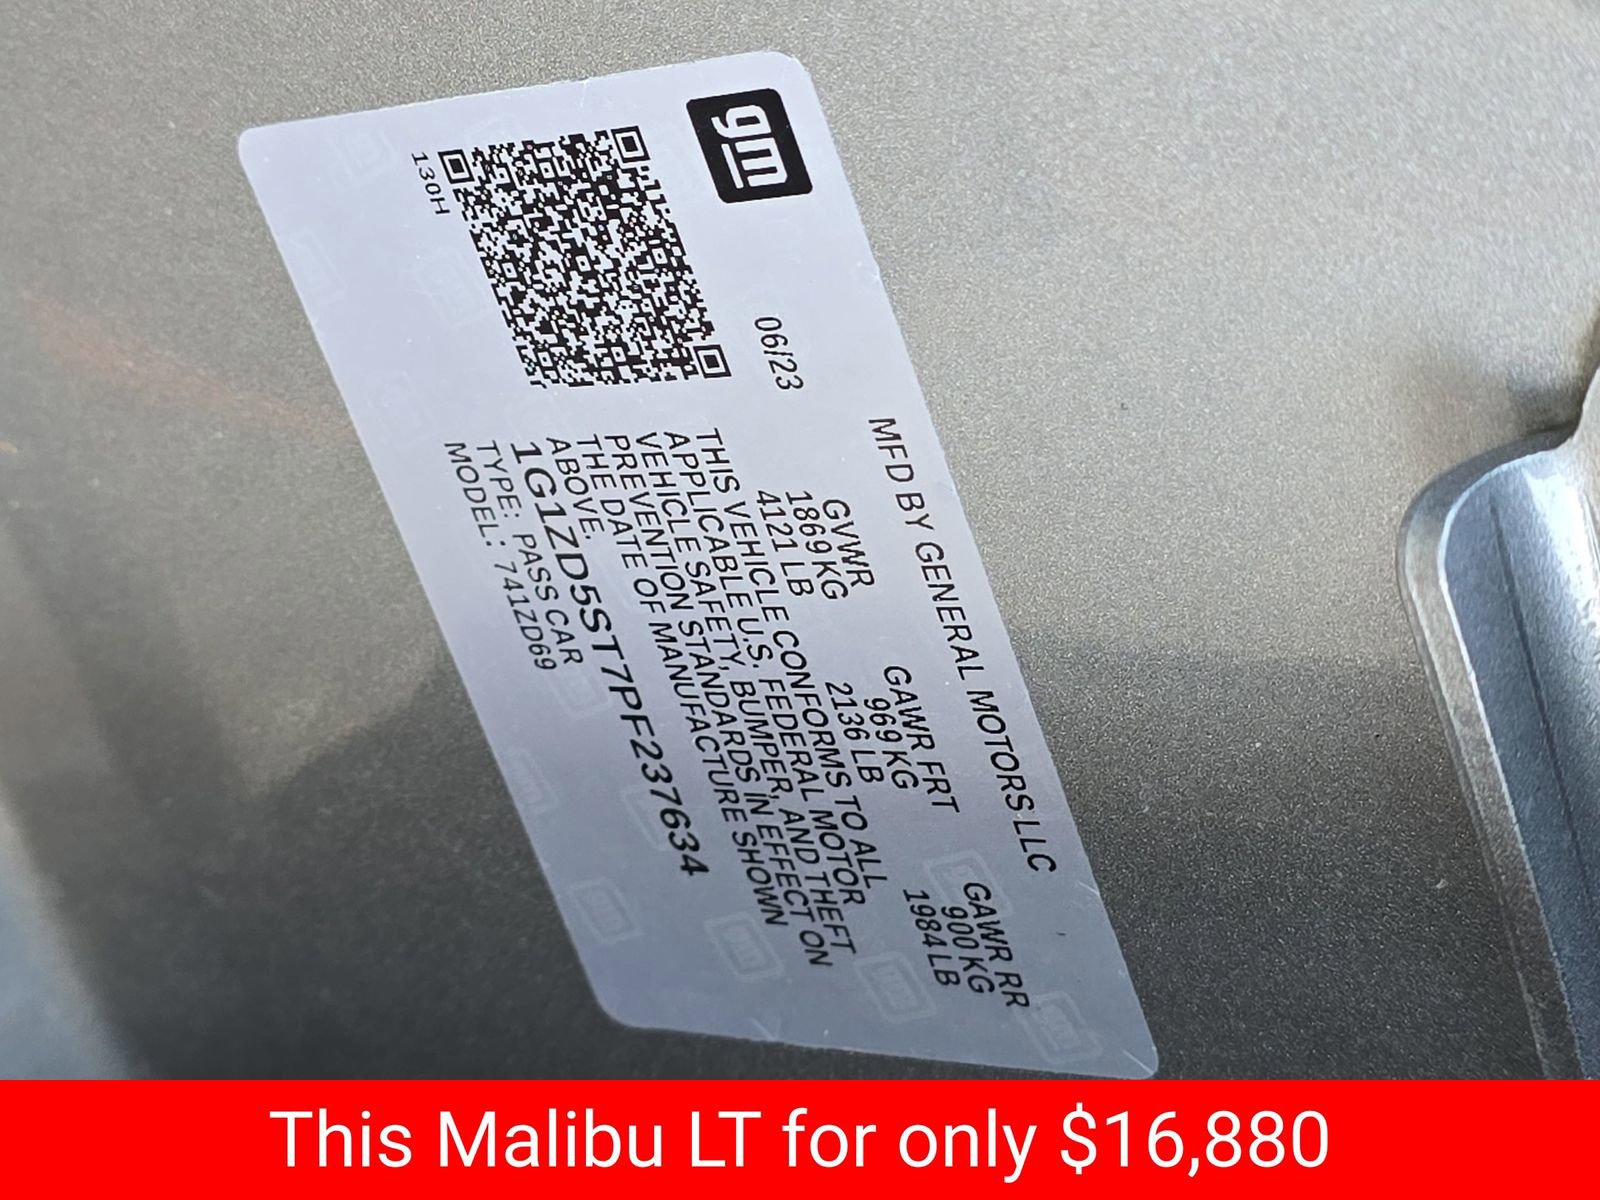 gm
130H
06/23
MFD BY GENERAL MOTORS LLC
GVWR
1869 KG
4121 LB
GAWR FRT
969 KG
2136 LB
GAWR RR
900 KG
1984 LB
THIS VEHICLE CONFORMS TO ALL
APPLICABLE U.S. FEDERAL MOTOR
VEHICLE SAFETY, BUMPER, AND THEFT
PREVENTION STANDARDS IN EFFECT ON
THE DATE OF MANUFACTURE SHOWN
ABOVE.
1G1ZD5ST7PF237634
TYPE: PASS CAR
MODEL: 741ZD69
This Malibu LT for only $16,880